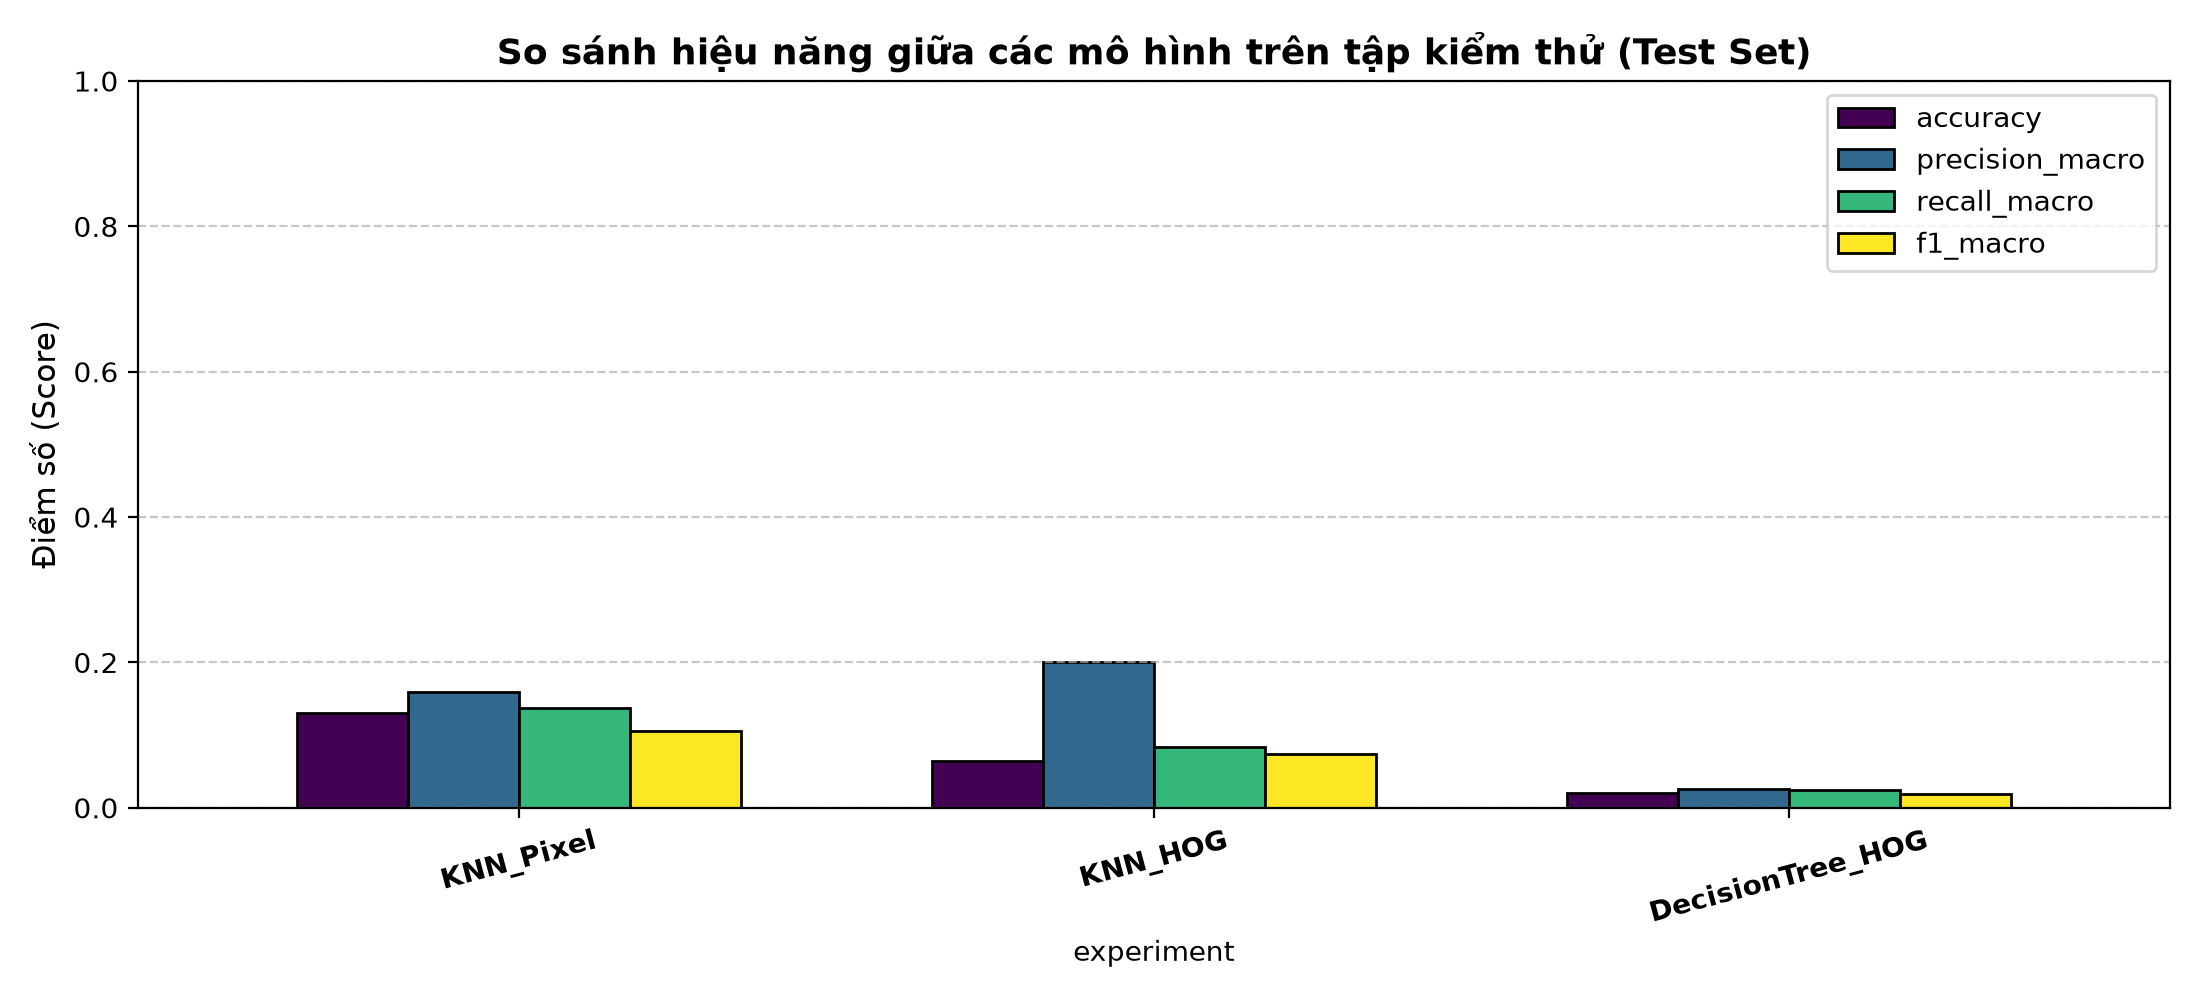 So sánh hiệu năng giữa các mô hình trên tập kiểm thử (Test Set)
1.0
0.8
0.6
0.4
0.2
0.0
Điểm số (Score)
accuracy
precision_macro
recall_macro
f1_macro
KNN_Pixel
KNN_HOG
DecisionTree_HOG
experiment